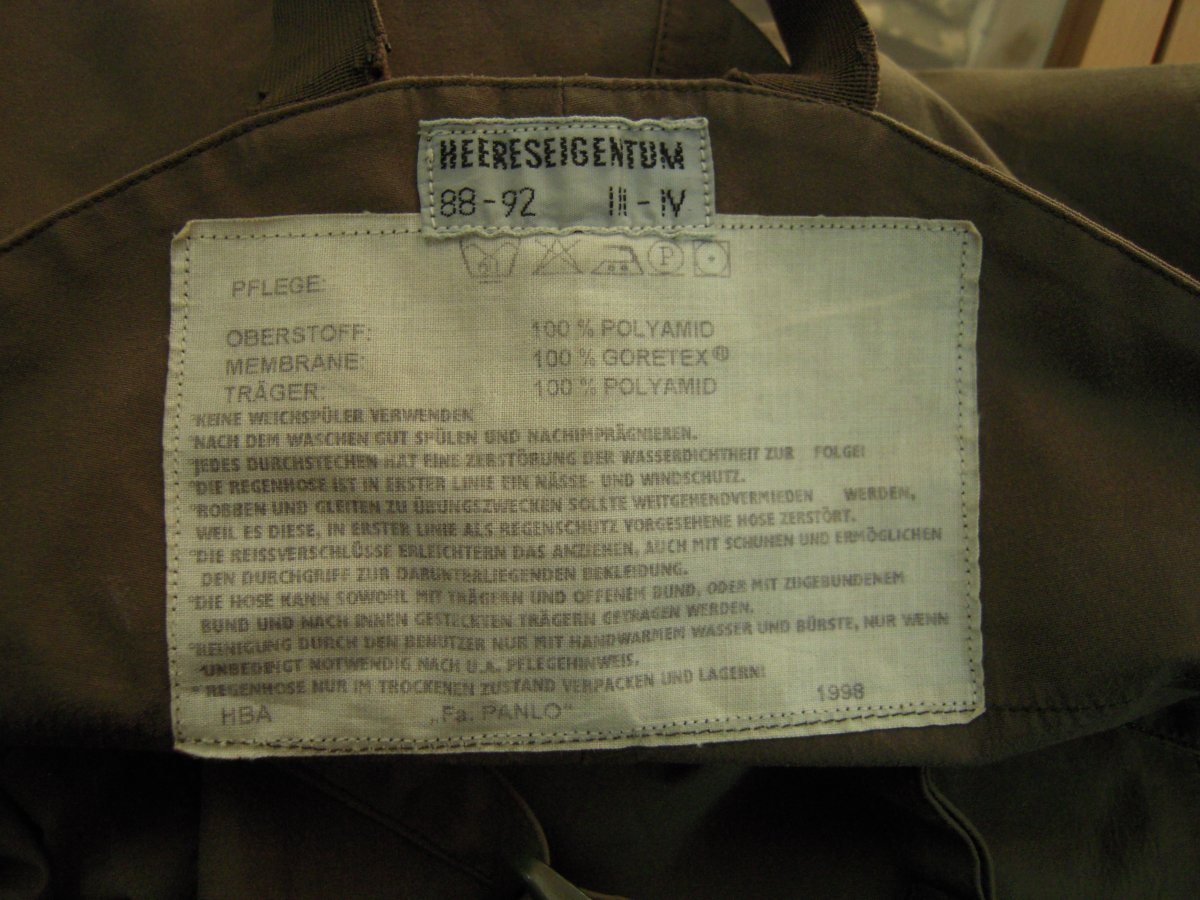 HEERESEIGENTUM
88-92 III-IV
PFLEGE: 60 P
OBERSTOFF: 100 % POLYAMID
MEMBRANE: 100 % GORETEX®
TRÄGER: 100 % POLYAMID
*KEINE WEICHSPÜLER VERWENDEN
*NACH DEM WASCHEN GUT SPÜLEN UND NACHIMPRÄGNIEREN.
*JEDES DURCHSTECHEN HAT EINE ZERSTÖRUNG DER WASSERDICHTHEIT ZUR FOLGE!
*DIE REGENHOSE IST IN ERSTER LINIE EIN NÄSSE- UND WINDSCHUTZ.
*ROBBEN UND GLEITEN ZU ÜBUNGSZWECKEN SOLLTE WEITGEHENDVERMIEDEN WERDEN,
WEIL ES DIESE, IN ERSTER LINIE ALS REGENSCHUTZ VORGESEHENE HOSE ZERSTÖRT.
*DIE REISSVERSCHLÜSSE ERLEICHTERN DAS ANZIEHEN, AUCH MIT SCHUHEN UND ERMÖGLICHEN
DEN DURCHGRIFF ZUR DARUNTERLIEGENDEN BEKLEIDUNG.
*DIE HOSE KANN SOWOHL MIT TRÄGERN UND OFFENEM BUND, ODER MIT ZUGEBUNDENEM
BUND UND NACH INNEN GESTECKTEN TRÄGERN GETRAGEN WERDEN.
*REINIGUNG DURCH DEN BENUTZER NUR MIT HANDWARMEM WASSER UND BÜRSTE, NUR WENN
UNBEDINGT NOTWENDIG NACH U.A. PFLEGEHINWEIS.
* REGENHOSE NUR IM TROCKENEN ZUSTAND VERPACKEN UND LAGERN!
HBA „Fa. PANLO" 1998